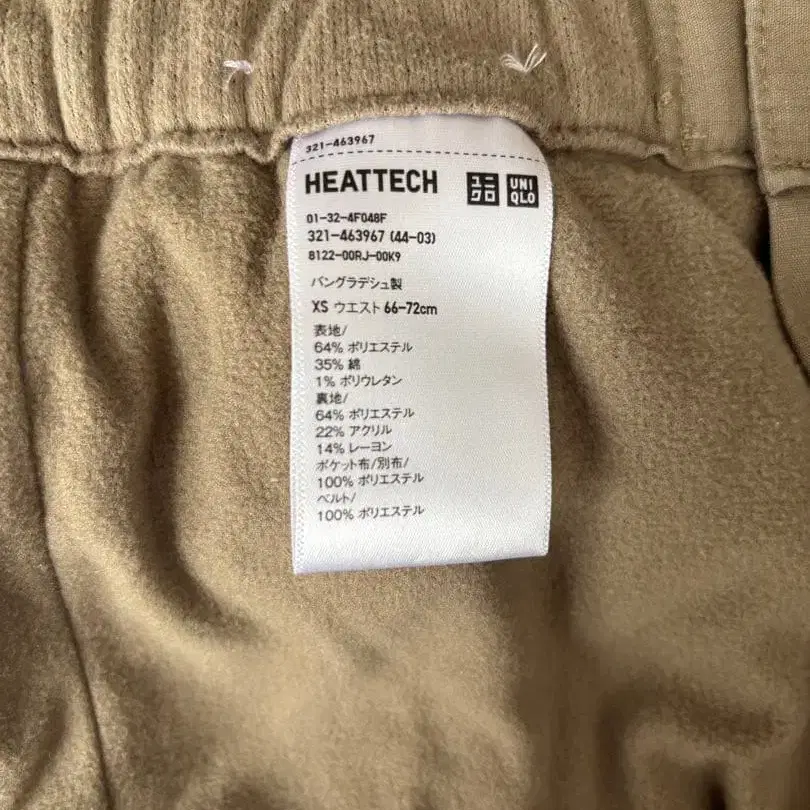 321-463967
HEATTECH ユニクロ UNIQLO
01-32-4F048F
321-463967 (44-03)
8122-00RJ-00K9
バングラデシュ製
XS ウエスト 66-72cm
表地/
64% ポリエステル
35% 綿
1% ポリウレタン
裏地/
64% ポリエステル
22% アクリル
14% レーヨン
ポケット布/別布/
100% ポリエステル
ベルト/
100% ポリエステル